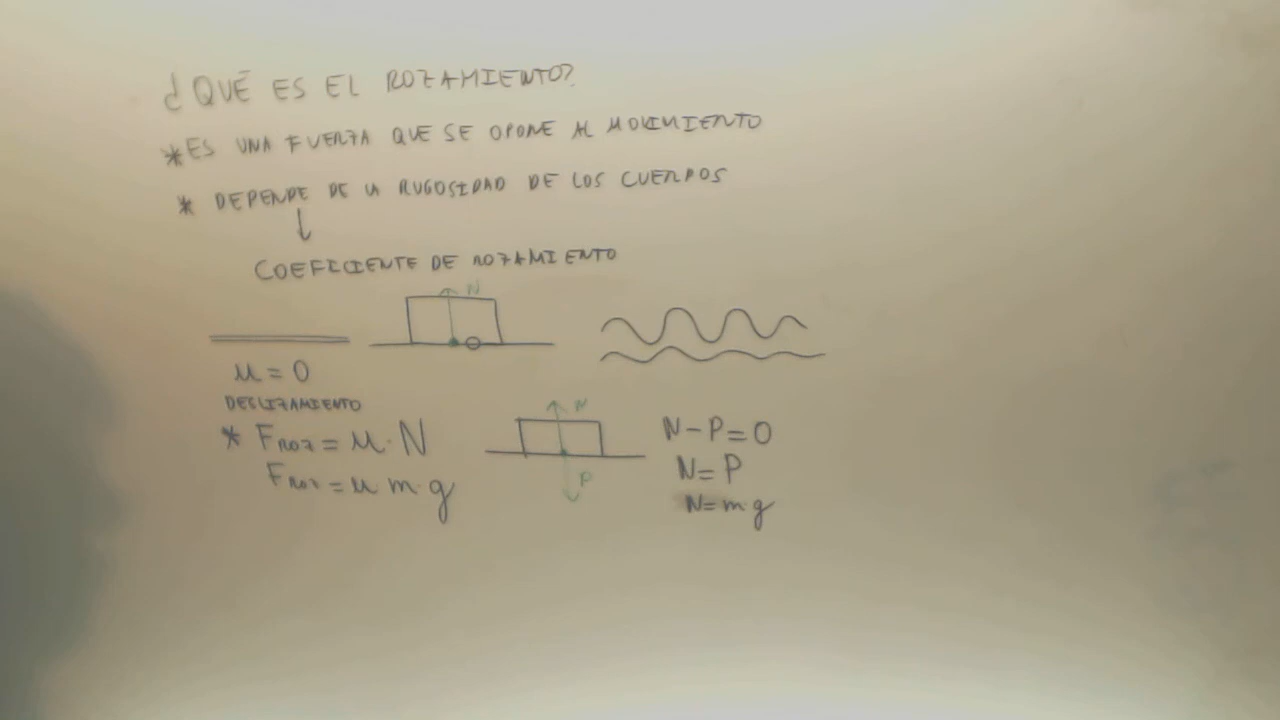 ¿QUÉ ES EL ROZAMIENTO?
* ES UNA FUERZA QUE SE OPONE AL MOVIMIENTO
* DEPENDE DE LA RUGOSIDAD DE LOS CUERPOS
↓
COEFICIENTE DE ROZAMIENTO
N
μ = 0
DESLIZAMIENTO
* Froz = μ · N
N
P
N - P = 0
Froz = μ m · g
N = P
N = m · g